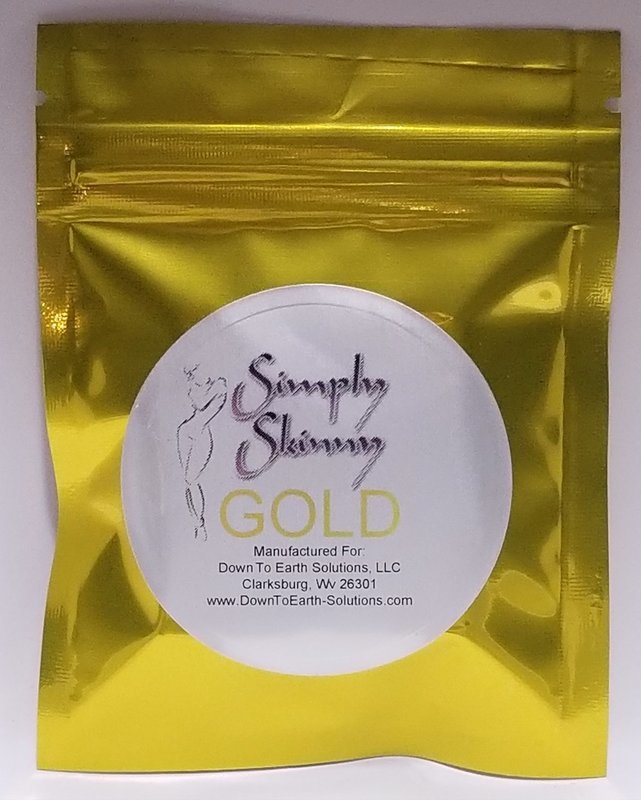 Simply
Skinny
GOLD
Manufactured For:
Down To Earth Solutions, LLC
Clarksburg, Wv 26301
www.DownToEarth-Solutions.com